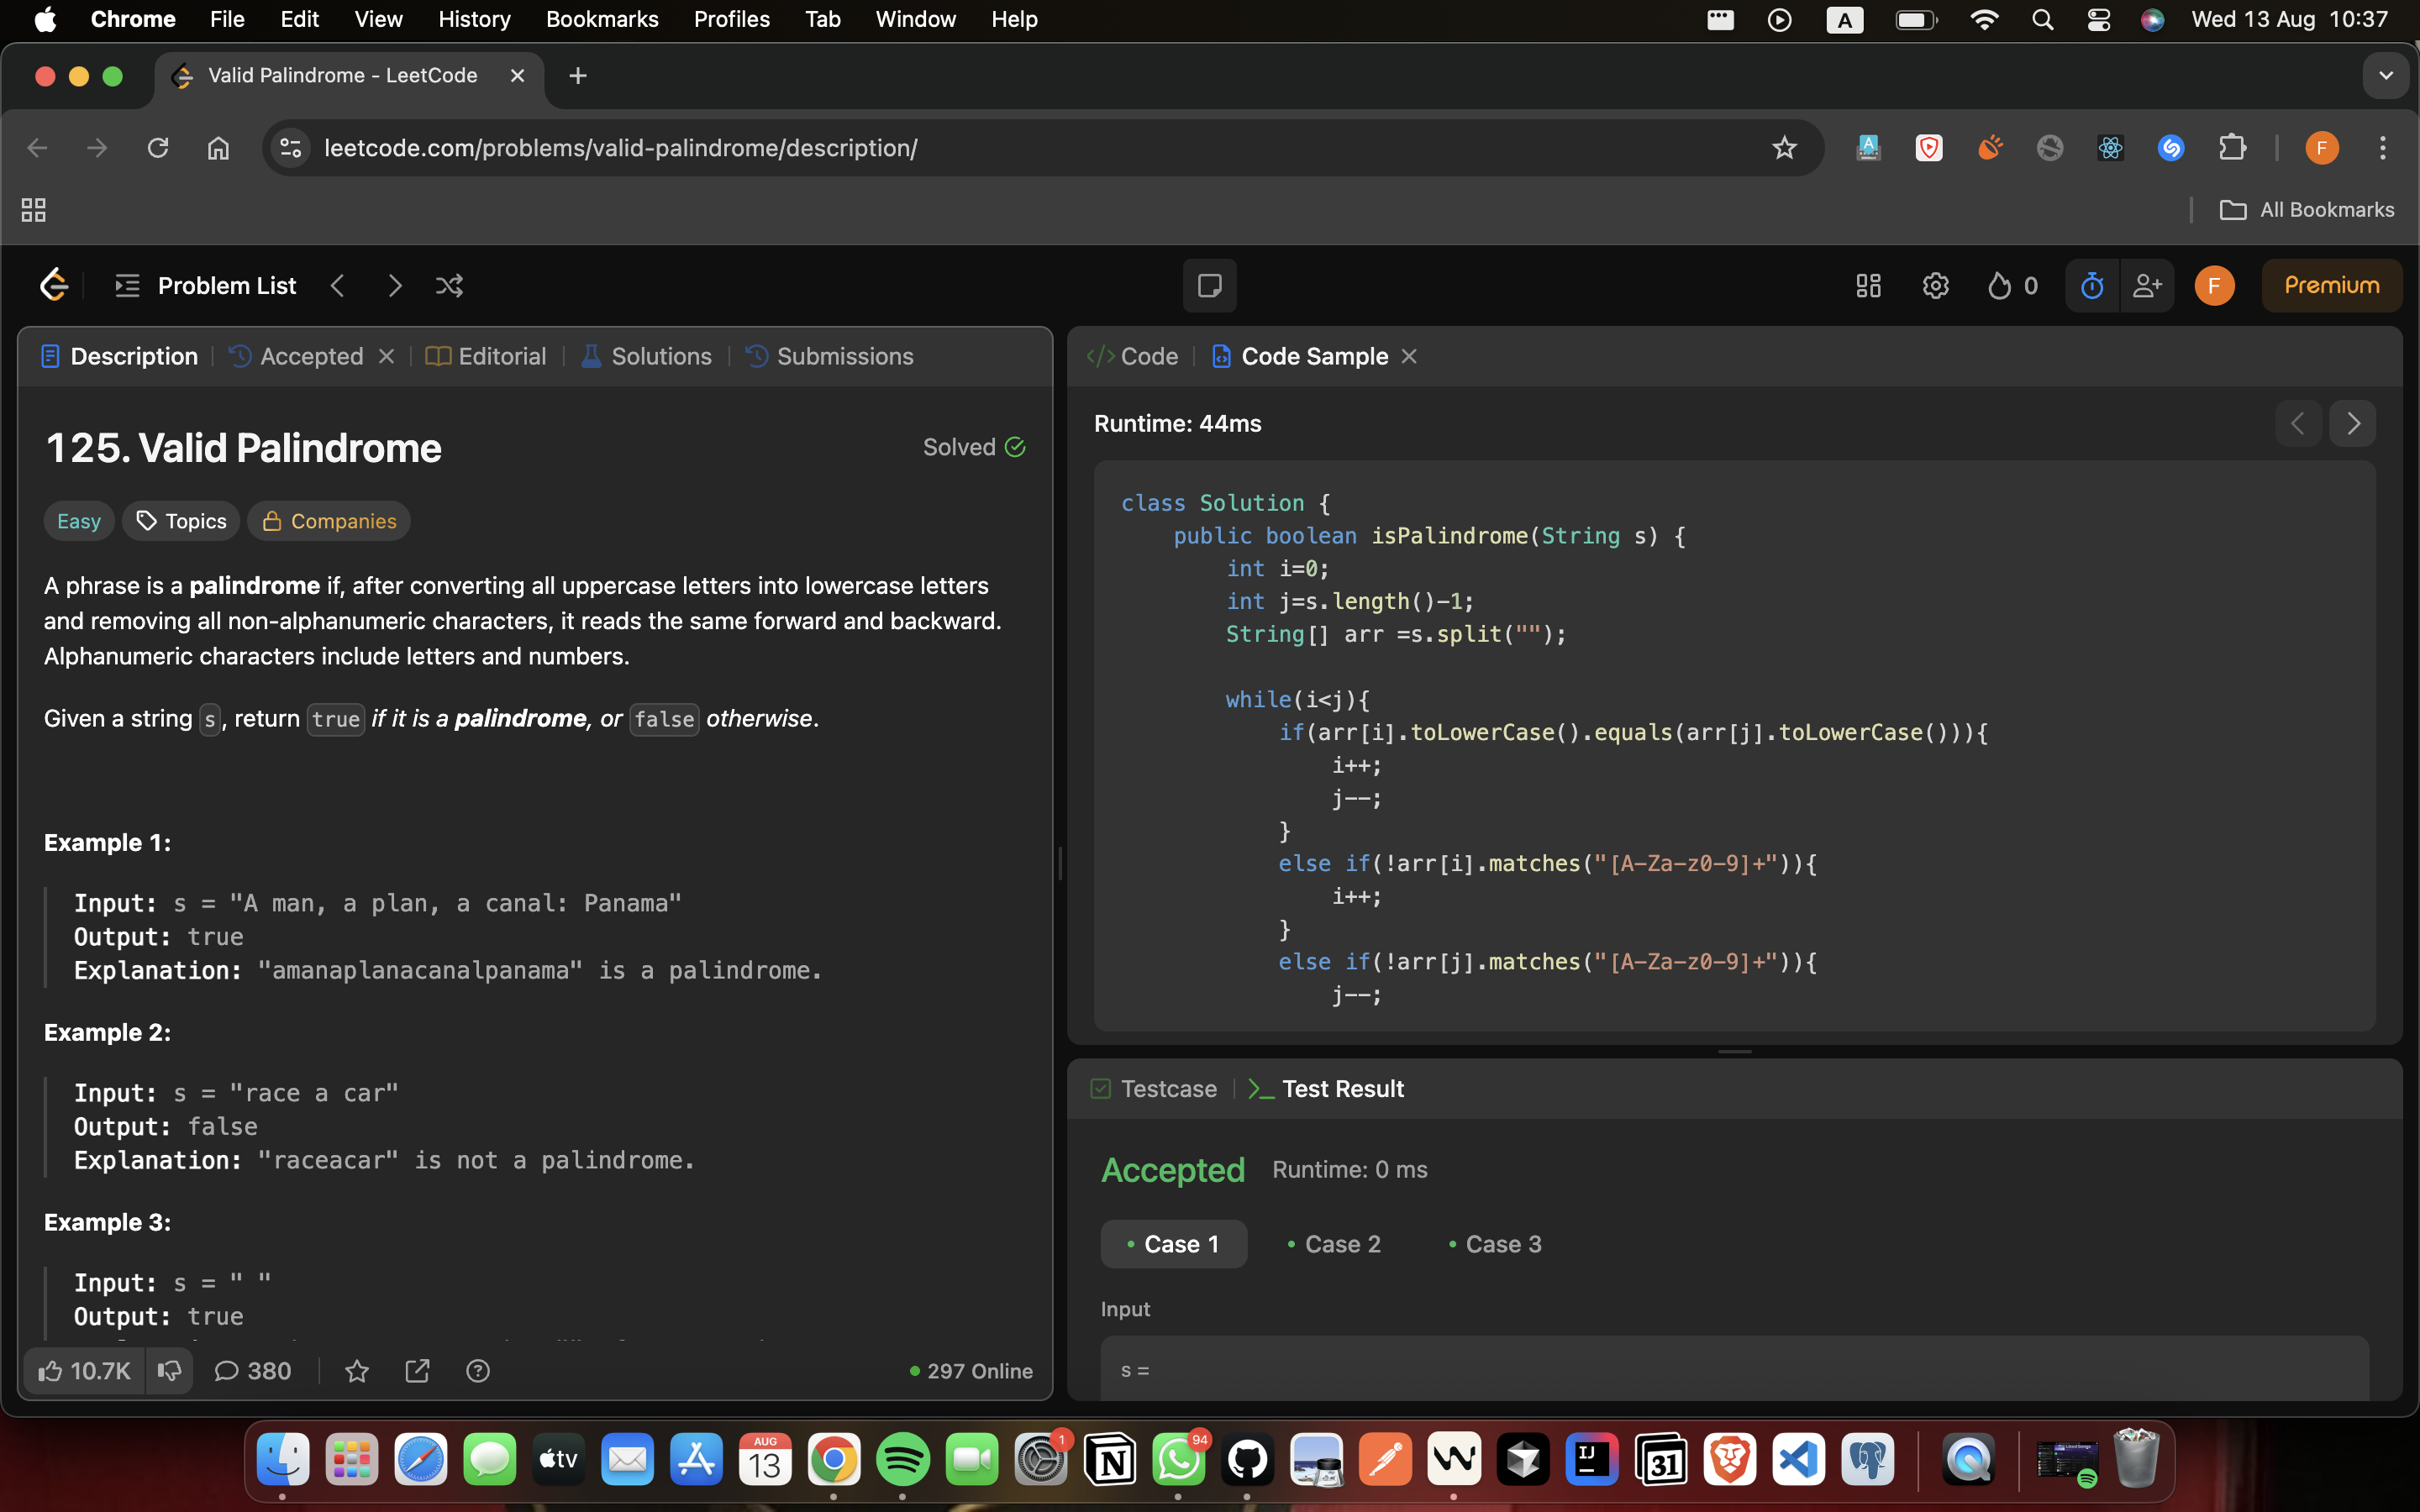 Chrome File Edit View History Bookmarks Profiles Tab Window Help A Wed 13 Aug 10:37
Valid Palindrome - LeetCode
leetcode.com/problems/valid-palindrome/description/ A F
All Bookmarks
Problem List 0 F Premium
Description Accepted Editorial Solutions Submissions
125. Valid Palindrome
Solved
Easy Topics Companies
A phrase is a palindrome if, after converting all uppercase letters into lowercase letters
and removing all non-alphanumeric characters, it reads the same forward and backward.
Alphanumeric characters include letters and numbers.
Given a string s, return true if it is a palindrome, or false otherwise.
Example 1:
Input: s = "A man, a plan, a canal: Panama"
Output: true
Explanation: "amanaplanacanalpanama" is a palindrome.
Example 2:
Input: s = "race a car"
Output: false
Explanation: "raceacar" is not a palindrome.
Example 3:
Input: s = " "
Output: true
10.7K 380 297 Online
</> Code Code Sample
Runtime: 44ms
class Solution {
public boolean isPalindrome(String s) {
int i=0;
int j=s.length()-1;
String[] arr =s.split("");
while(i<j){
if(arr[i].toLowerCase().equals(arr[j].toLowerCase())){
i++;
j--;
}
else if(!arr[i].matches("[A-Za-z0-9]+")){
i++;
}
else if(!arr[j].matches("[A-Za-z0-9]+")){
j--;
Testcase >_ Test Result
Accepted Runtime: 0 ms
Case 1 Case 2 Case 3
Input
s =
tv AUG 13 1 N 94 IJ 31